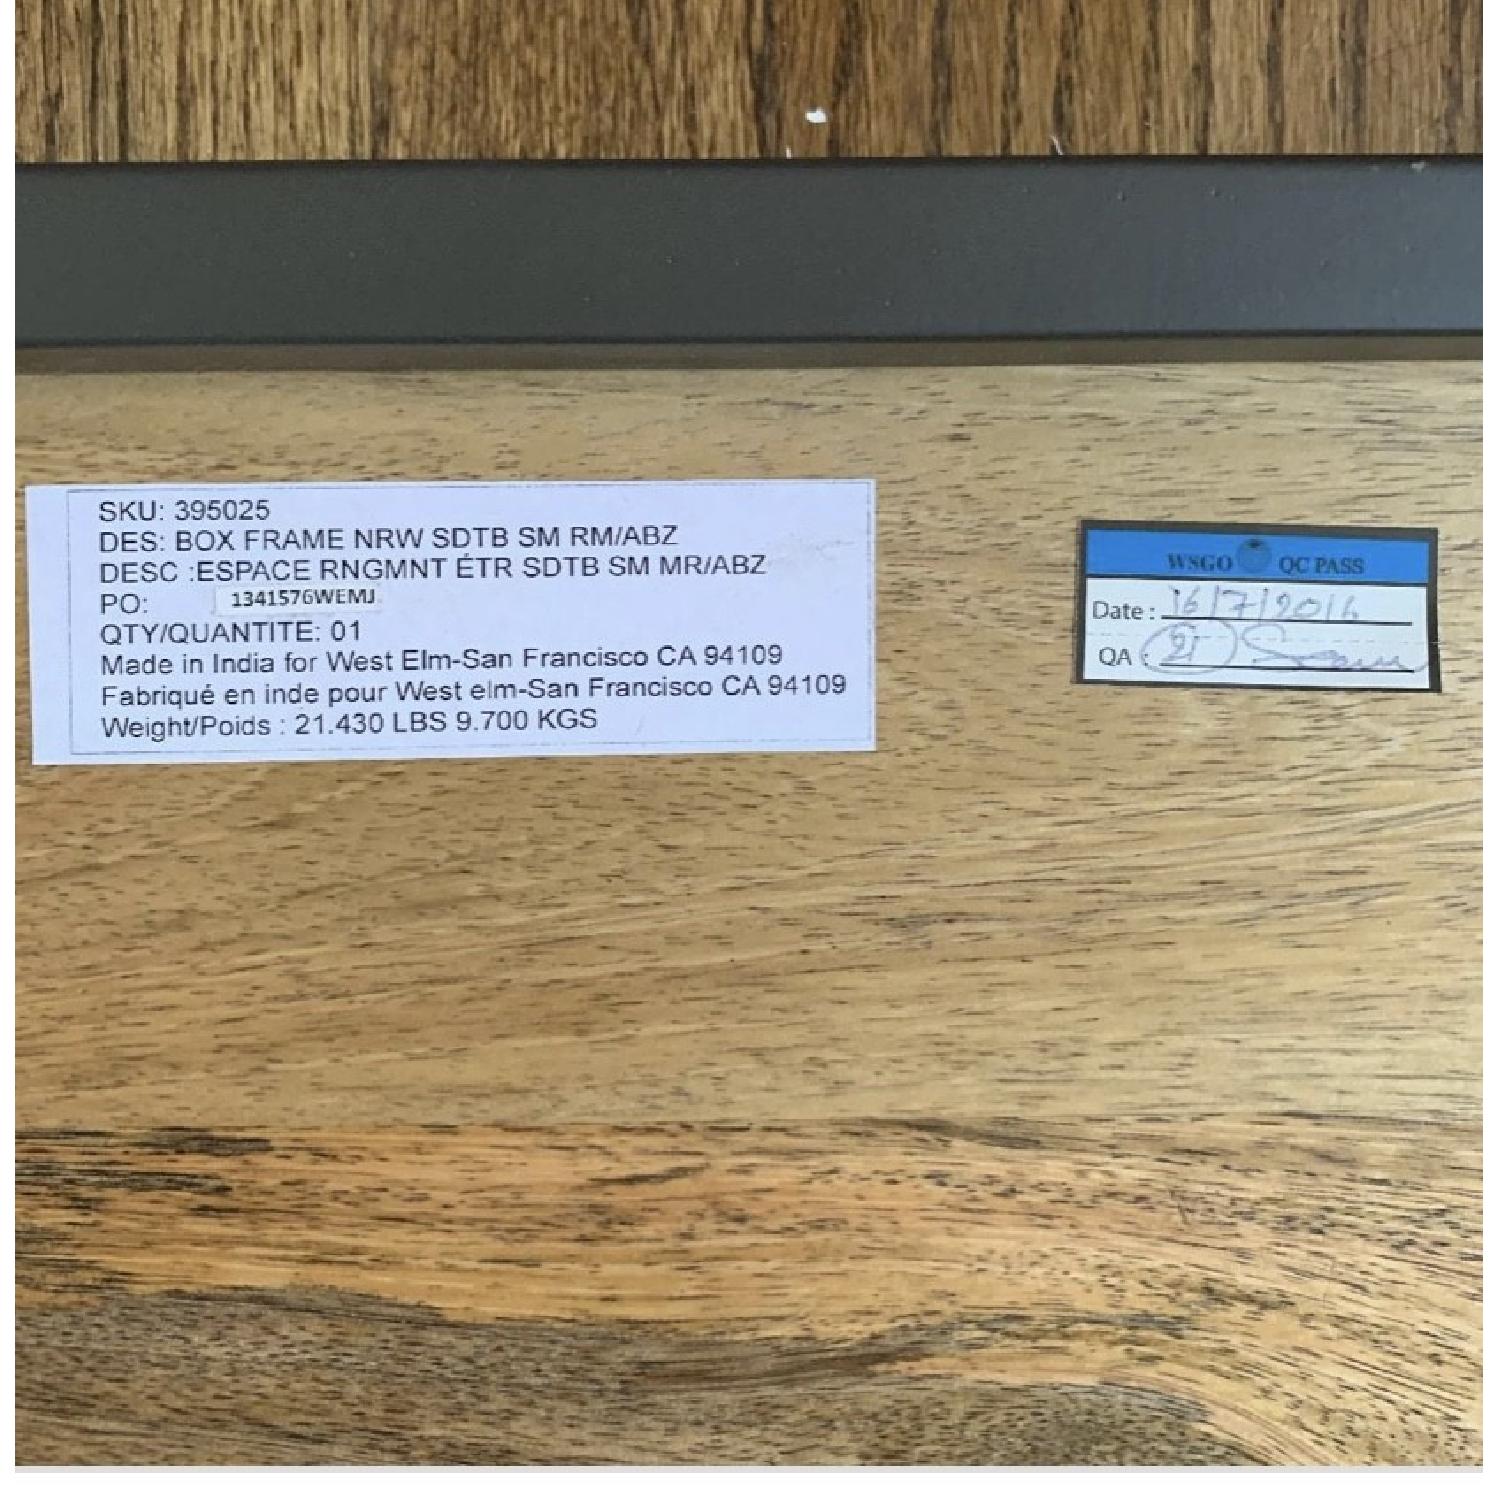 SKU: 395025
DES: BOX FRAME NRW SDTB SM RM/ABZ
DESC :ESPACE RNGMNT ÉTR SDTB SM MR/ABZ
PO: 1341576WEMJ
QTY/QUANTITE: 01
Made in India for West Elm-San Francisco CA 94109
Fabriqué en inde pour West elm-San Francisco CA 94109
Weight/Poids : 21.430 LBS 9.700 KGS
WSGO QC PASS
Date : 16/7/2016
QA :